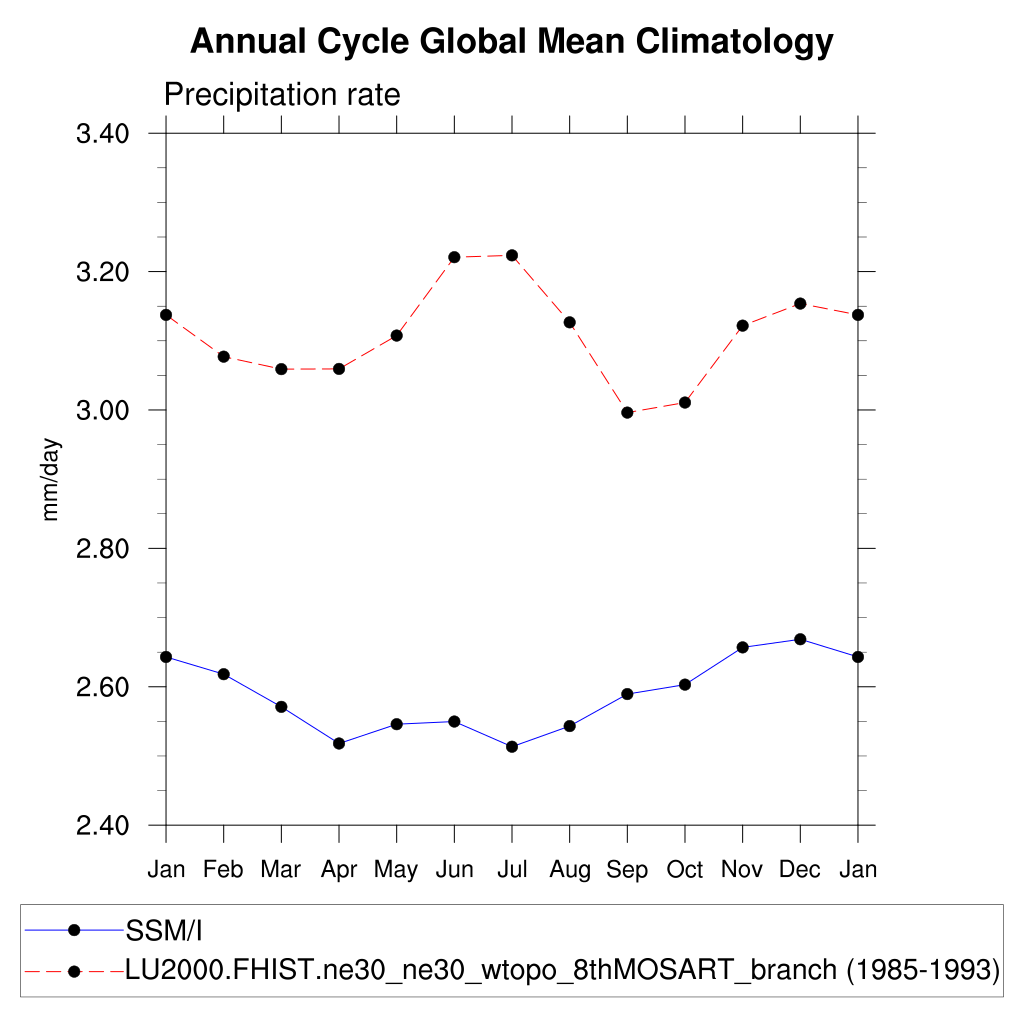 Annual Cycle Global Mean Climatology
Precipitation rate
3.40
3.20
3.00
2.80
2.60
2.40
mm/day
Jan Feb Mar Apr May Jun Jul Aug Sep Oct Nov Dec Jan
SSM/I
LU2000.FHIST.ne30_ne30_wtopo_8thMOSART_branch (1985-1993)